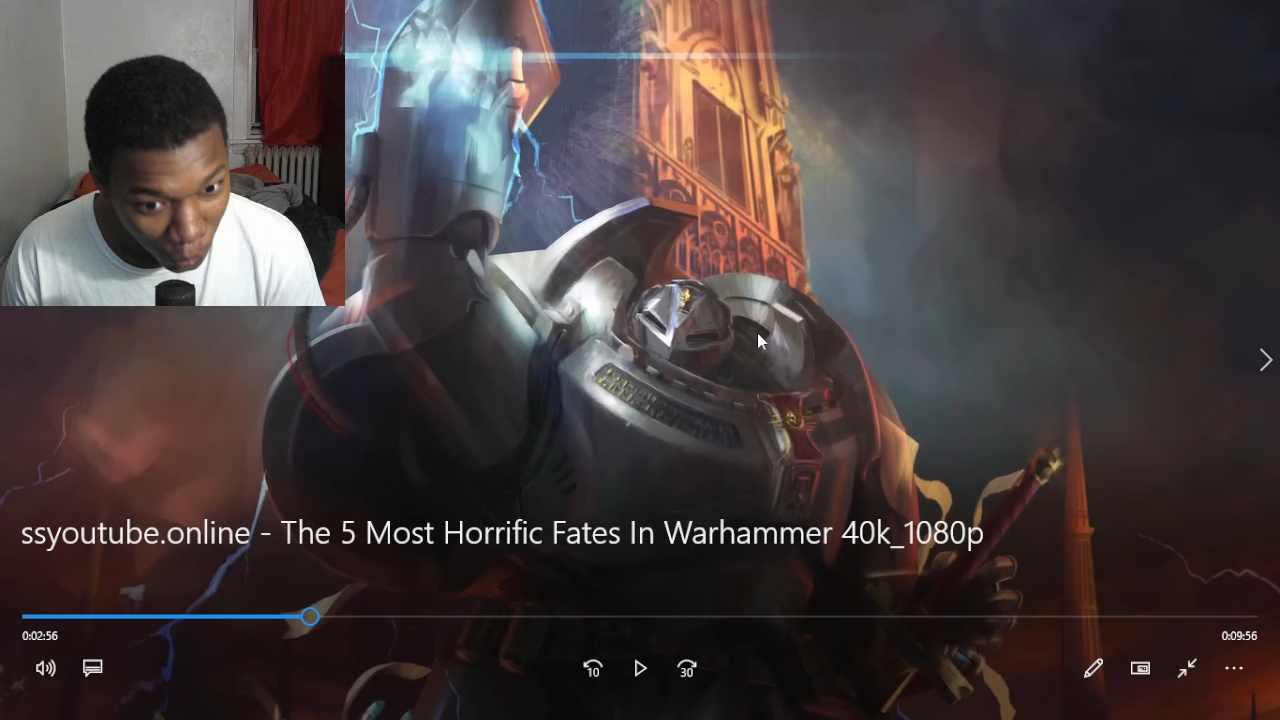 ssyoutube.online - The 5 Most Horrific Fates In Warhammer 40k_1080p
0:02:56
0:09:56
10
30